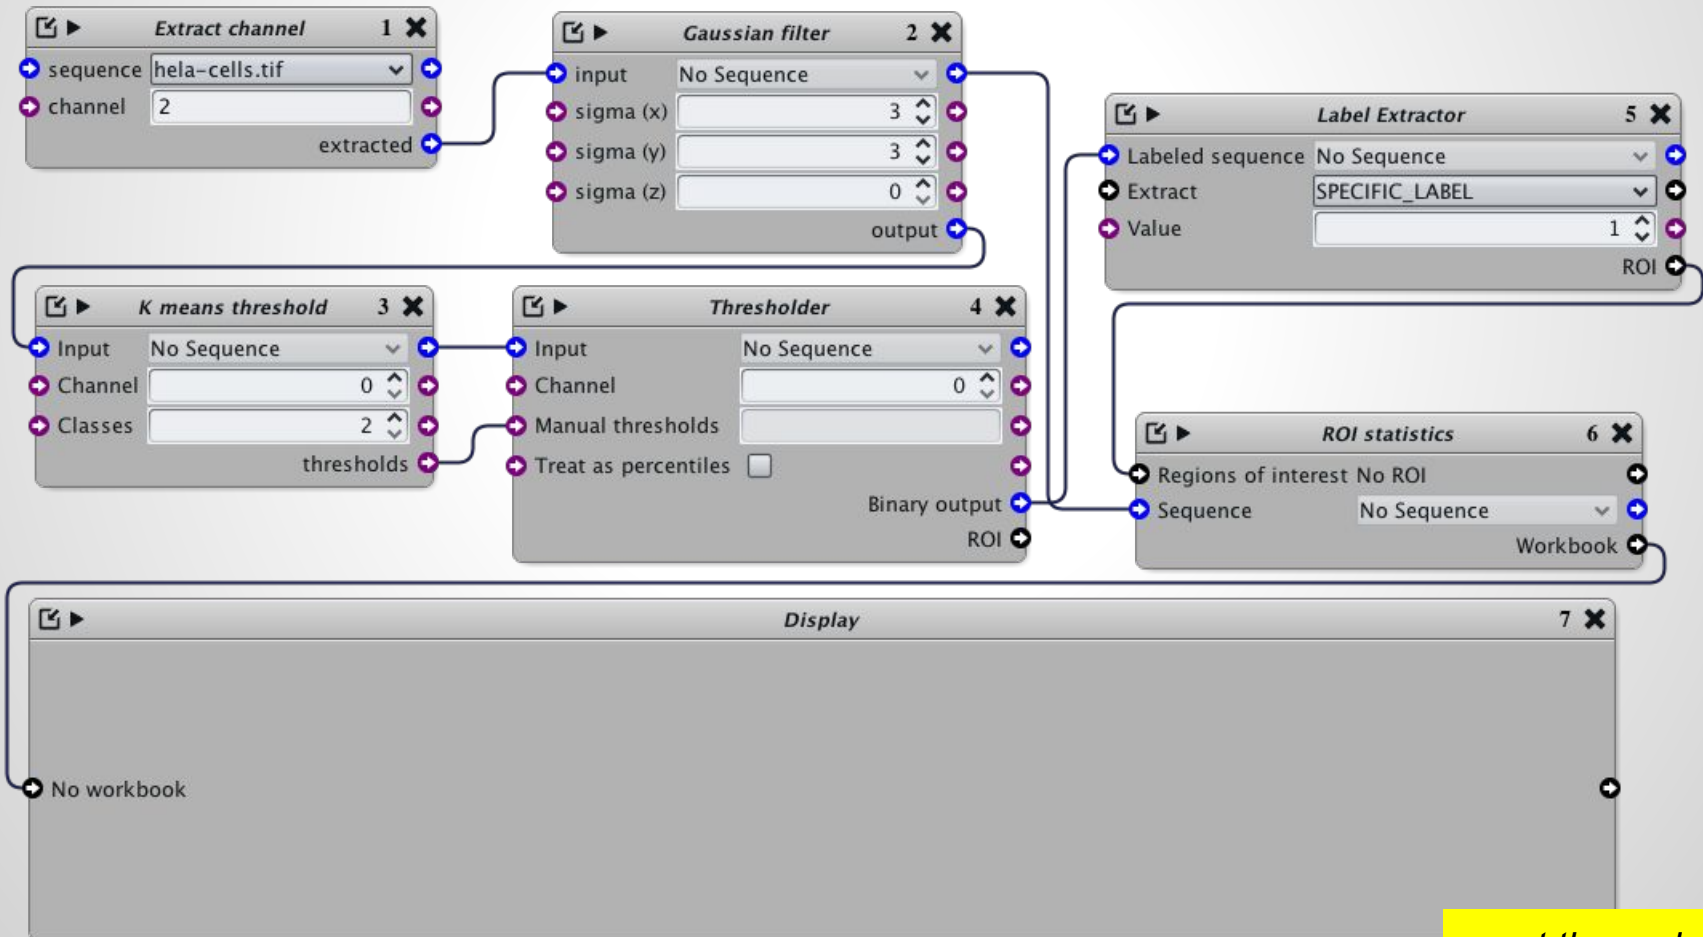 Extract channel 1
sequence hela-cells.tif
channel 2
extracted
Gaussian filter 2
input No Sequence
sigma (x) 3
sigma (y) 3
sigma (z) 0
output
K means threshold 3
Input No Sequence
Channel 0
Classes 2
thresholds
Thresholder 4
Input No Sequence
Channel 0
Manual thresholds
Treat as percentiles
Binary output
ROI
Label Extractor 5
Labeled sequence No Sequence
Extract SPECIFIC_LABEL
Value 1
ROI
ROI statistics 6
Regions of interest No ROI
Sequence No Sequence
Workbook
Display 7
No workbook